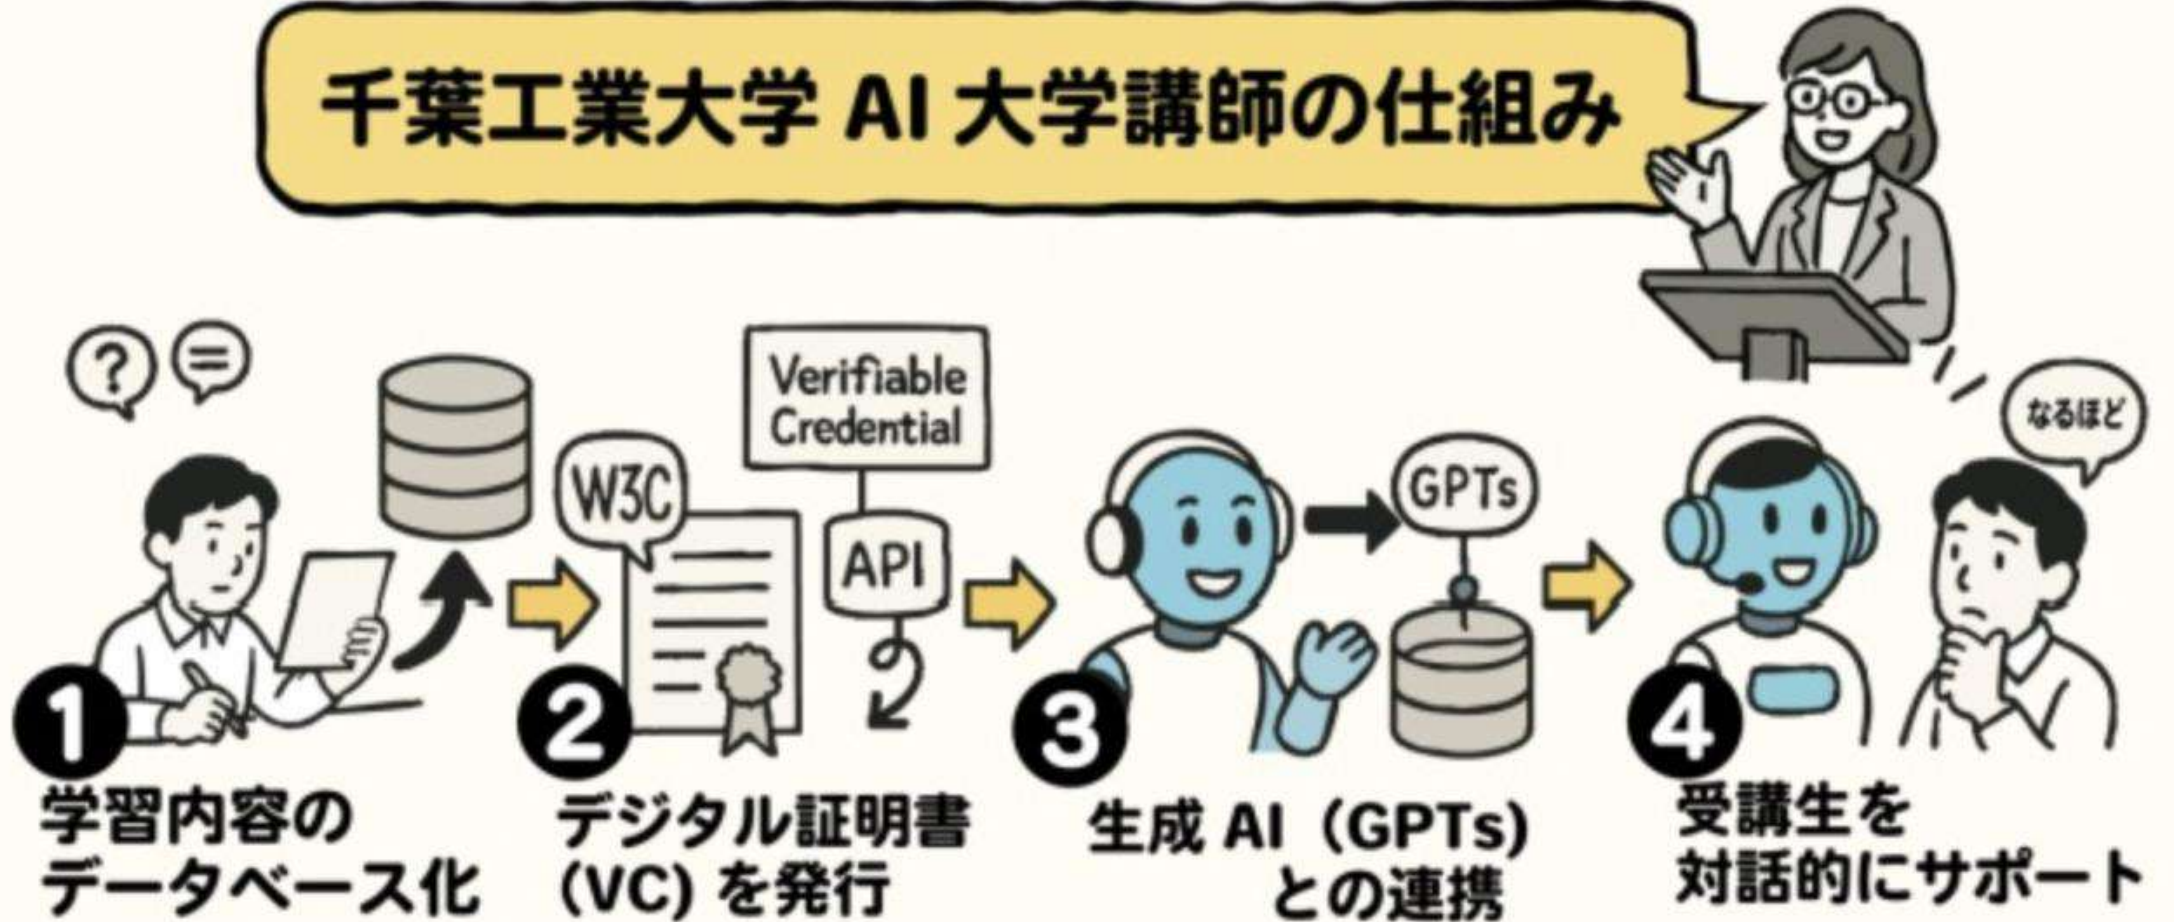 千葉工業大学 AI 大学講師の仕組み
?
Verifiable
Credential
W3C
API
GPTs
なるほど
1
学習内容の
データベース化
2
デジタル証明書
(VC) を発行
3
生成 AI（GPTs)
との連携
4
受講生を
対話的にサポート